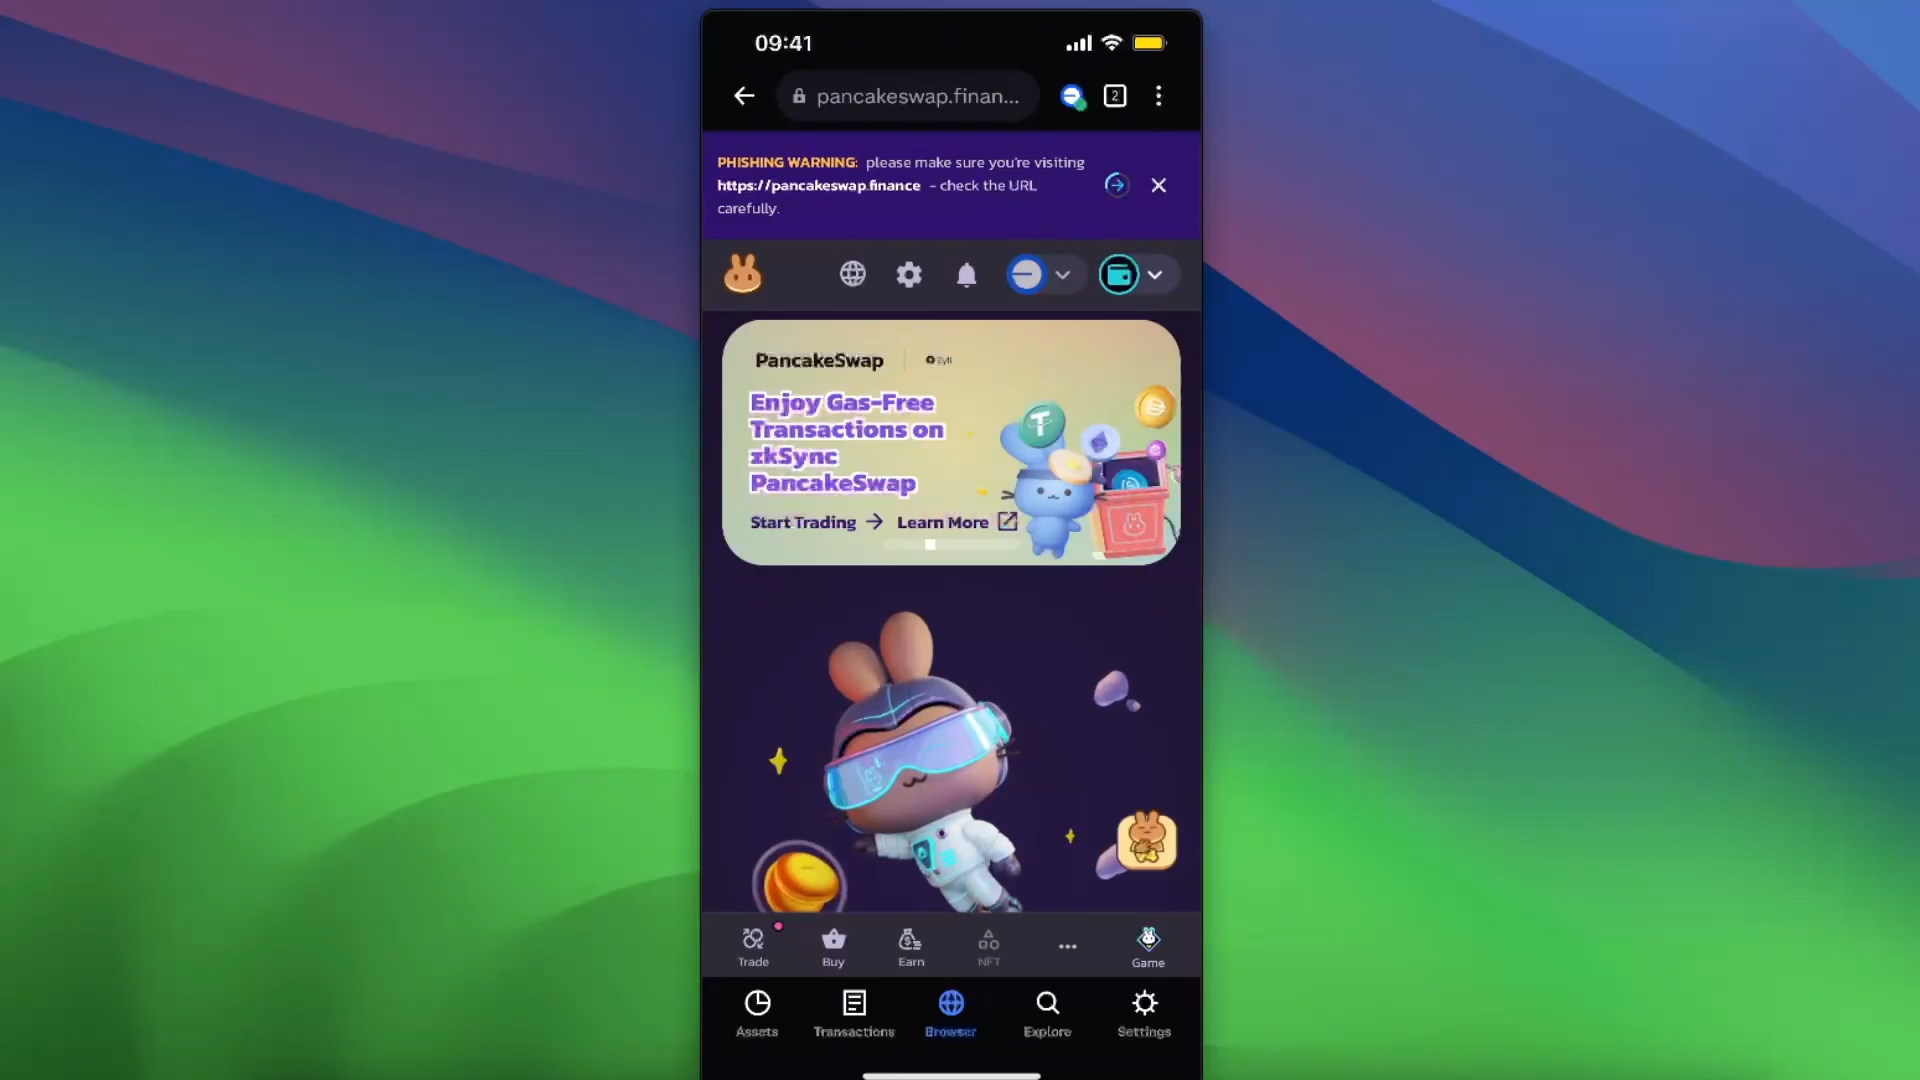 09:41
pancakeswap.finan...
2
PHISHING WARNING: please make sure you're visiting
https://pancakeswap.finance - check the URL
carefully.
PancakeSwap
Enjoy Gas-Free
Transactions on
zkSync
PancakeSwap
Start Trading → Learn More
Trade Buy Earn NFT ... Game
Assets Transactions Browser Explore Settings